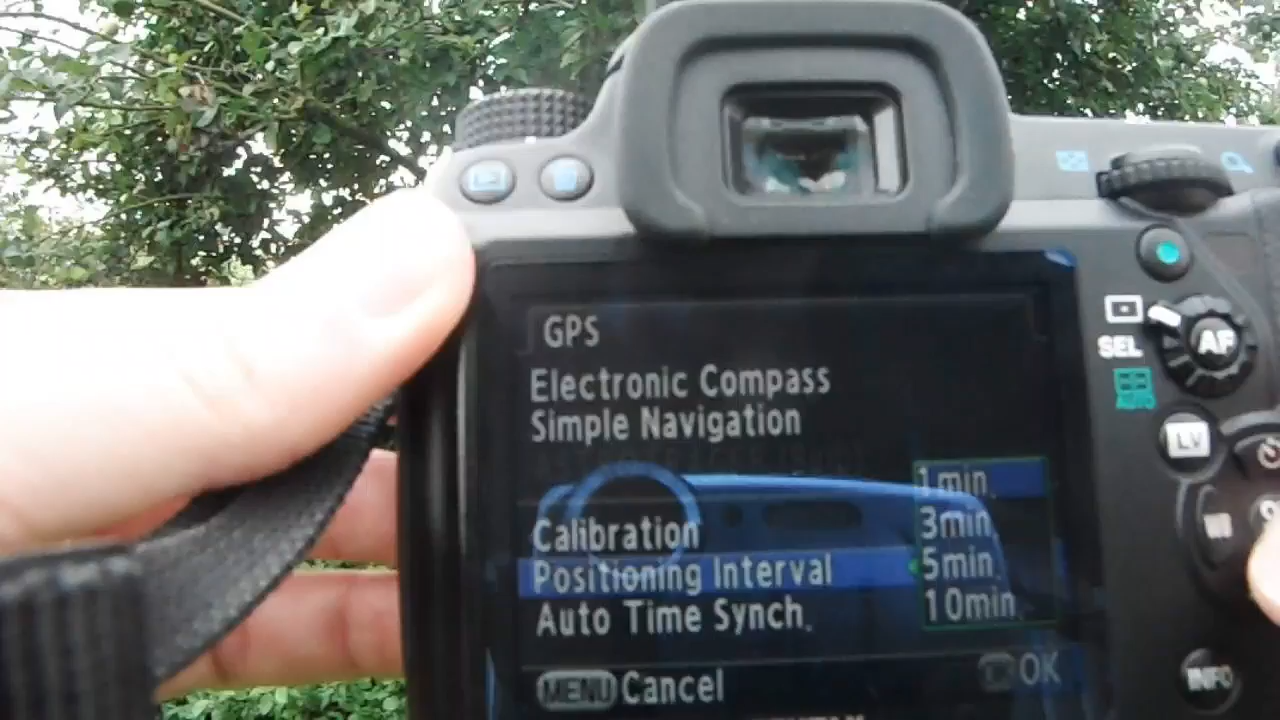 GPS
Electronic Compass
Simple Navigation
1min.
Calibration
3min.
Positioning Interval
5min.
Auto Time Synch.
10min.
MENU Cancel
OK OK
AF
SEL
LV
INFO